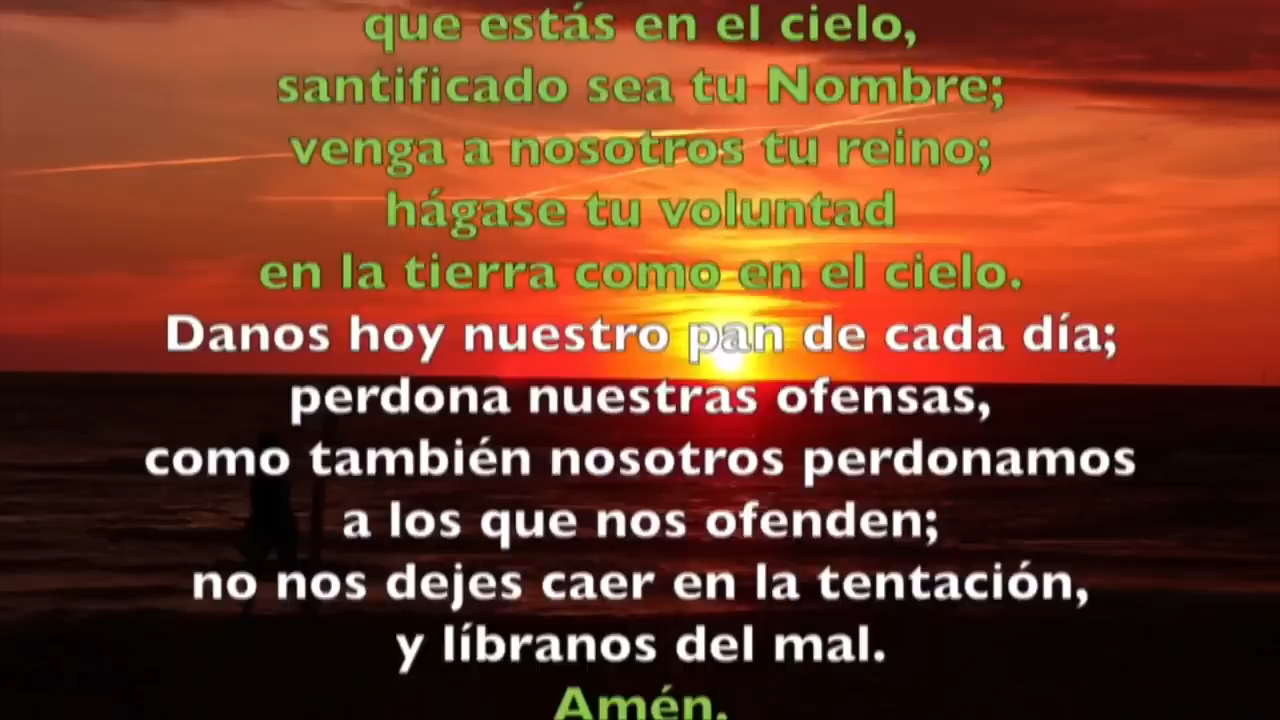 que estás en el cielo,
santificado sea tu Nombre;
venga a nosotros tu reino;
hágase tu voluntad
en la tierra como en el cielo.
Danos hoy nuestro pan de cada día;
perdona nuestras ofensas,
como también nosotros perdonamos
a los que nos ofenden;
no nos dejes caer en la tentación,
y líbranos del mal.
Amén.